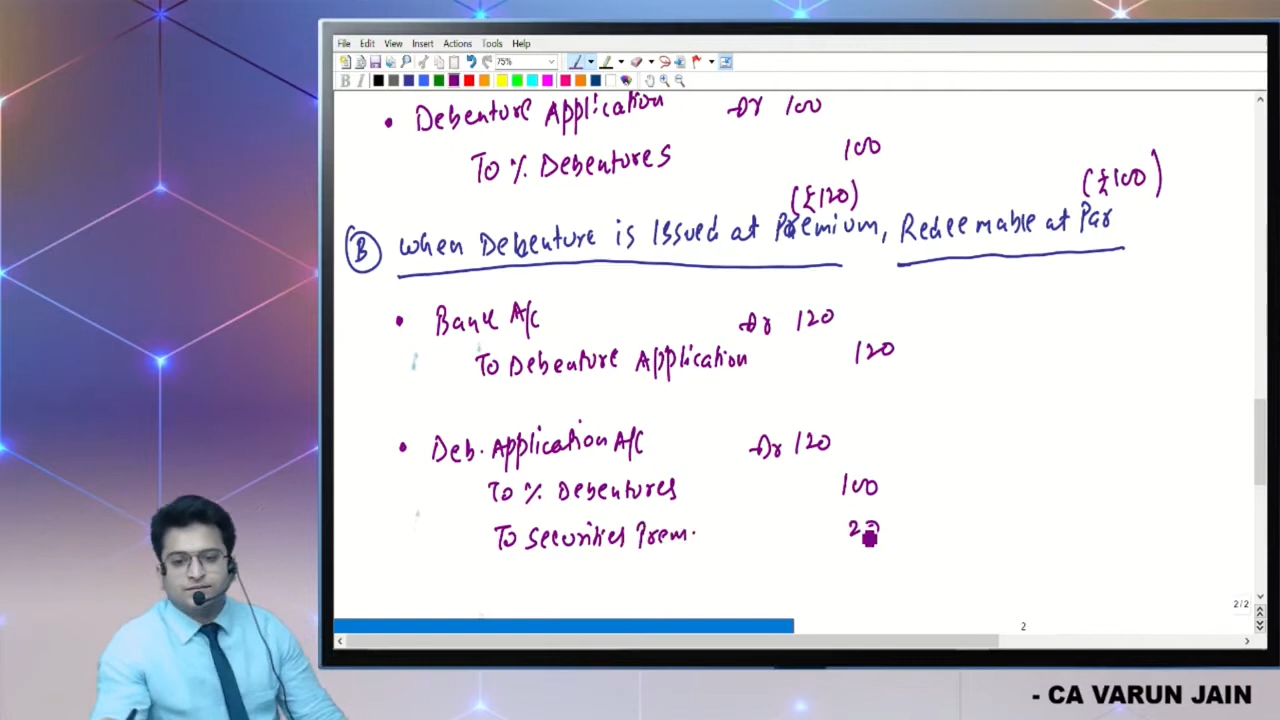 File Edit View Insert Actions Tools Help
75%
B I
• Debenture Application Dr 100
To % Debentures 100
(₹120) (₹100)
(B) When Debenture is Issued at Premium, Redeemable at Par
• Bank A/C Dr 120
To Debenture Application 120
• Deb. Application A/C Dr 120
To % Debentures 100
To Securities Prem. 20
2/2
2
- CA VARUN JAIN